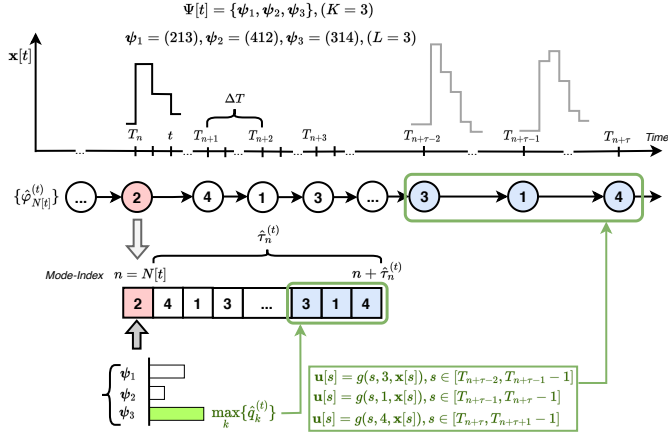 Ψ[t] = {ψ₁, ψ₂, ψ₃}, (K = 3)
ψ₁ = (213), ψ₂ = (412), ψ₃ = (314), (L = 3)
x[t]
ΔT
Tₙ t Tₙ₊₁ Tₙ₊₂ Tₙ₊₃ Tₙ₊τ₋₂ Tₙ₊τ₋₁ Tₙ₊τ Time
... ... ... ... ... ... ...
{φ̂_{N[t]}^{(t)}} ... 2 4 1 3 ... 3 1 4
τ̂ₙ^{(t)}
Mode-Index n = N[t] n + τ̂ₙ^{(t)}
2 4 1 3 ... 3 1 4
ψ₁
ψ₂
ψ₃ max_k{q̂ₖ^{(t)}}
u[s] = g(s, 3, x[s]), s ∈ [Tₙ₊τ₋₂, Tₙ₊τ₋₁ − 1]
u[s] = g(s, 1, x[s]), s ∈ [Tₙ₊τ₋₁, Tₙ₊τ − 1]
u[s] = g(s, 4, x[s]), s ∈ [Tₙ₊τ, Tₙ₊τ₊₁ − 1]